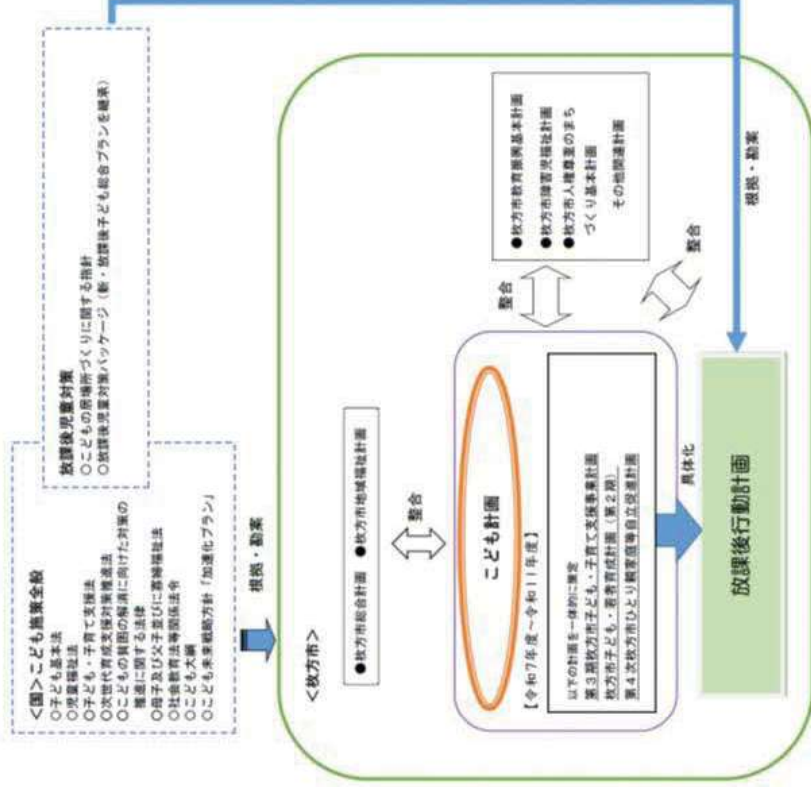 <国>こども施策全般
○子ども基本法
○児童福祉法
○子ども・子育て支援法
○次世代育成支援対策推進法
○こどもの貧困の解消に向けた対策の
推進に関する法律
○母子及び父子並びに寡婦福祉法
○社会教育法等関係法令
○こども大綱
○こども未来戦略方針「加速化プラン」
放課後児童対策
○こどもの居場所づくりに関する指針
○放課後児童対策パッケージ（新・放課後子ども総合プランを継承）
根拠・勘案
<枚方市>
●枚方市総合計画 ●枚方市地域福祉計画
整合
こども計画
【令和7年度～令和11年度】
以下の計画を一体的に策定
第3期枚方市子ども・子育て支援事業計画
枚方市子ども・若者育成計画（第2期）
第4次枚方市ひとり親家庭等自立促進計画
整合
●枚方市教育振興基本計画
●枚方市障害児福祉計画
●枚方市人権尊重のまち
づくり基本計画
その他関連計画
整合
具体化
根拠・勘案
放課後行動計画